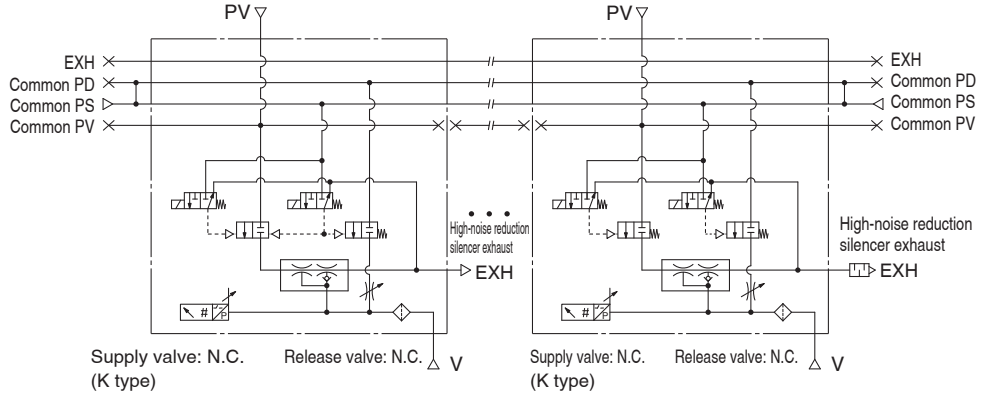 PV
PV
EXH
EXH
Common PD
Common PD
Common PS
Common PS
Common PV
Common PV
High-noise reduction
silencer exhaust
EXH
High-noise reduction
silencer exhaust
EXH
#
P
#
P
Supply valve: N.C.
(K type)
Release valve: N.C.
V
Supply valve: N.C.
(K type)
Release valve: N.C.
V